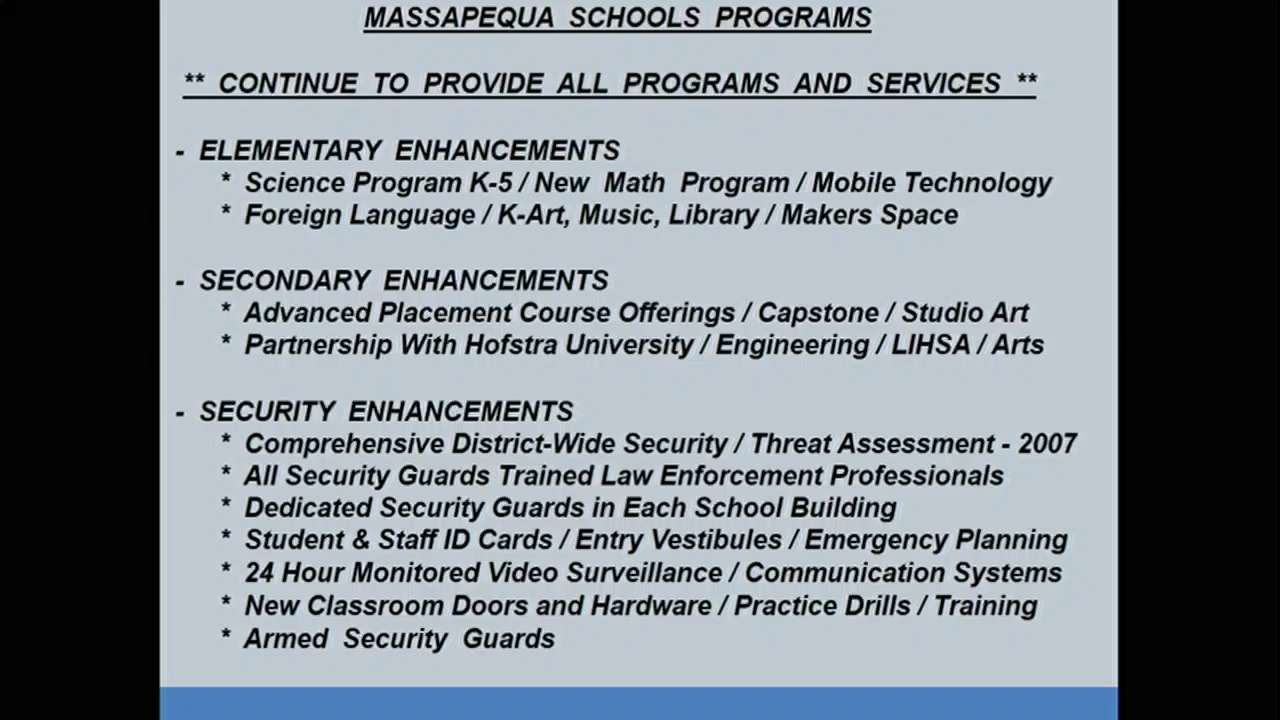 MASSAPEQUA SCHOOLS PROGRAMS
** CONTINUE TO PROVIDE ALL PROGRAMS AND SERVICES **
- ELEMENTARY ENHANCEMENTS
* Science Program K-5 / New Math Program / Mobile Technology
* Foreign Language / K-Art, Music, Library / Makers Space
- SECONDARY ENHANCEMENTS
* Advanced Placement Course Offerings / Capstone / Studio Art
* Partnership With Hofstra University / Engineering / LIHSA / Arts
- SECURITY ENHANCEMENTS
* Comprehensive District-Wide Security / Threat Assessment - 2007
* All Security Guards Trained Law Enforcement Professionals
* Dedicated Security Guards in Each School Building
* Student & Staff ID Cards / Entry Vestibules / Emergency Planning
* 24 Hour Monitored Video Surveillance / Communication Systems
* New Classroom Doors and Hardware / Practice Drills / Training
* Armed Security Guards